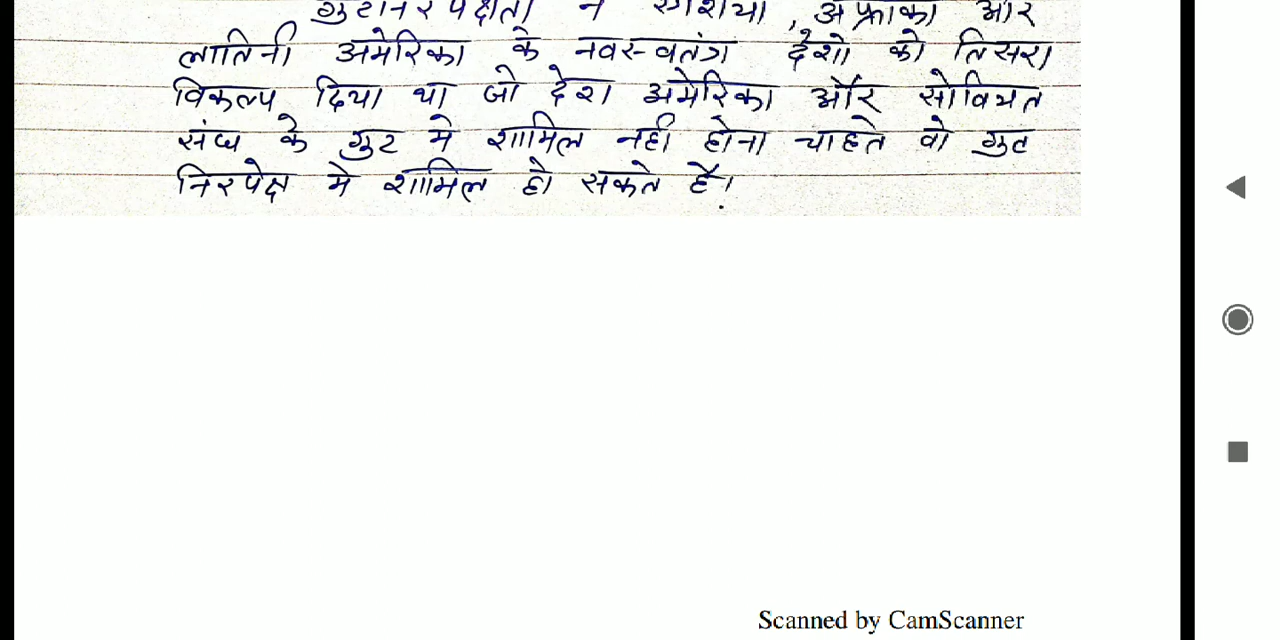 गुटनिरपेक्षता ने एशिया, अफ्रीका और
लातिनी अमेरिका के नवस्वतंत्र देशो को तिसरा
विकल्प दिया था जो देश अमेरिका और सोवियत
संघ के गुट मे शामिल नही होना चाहते वो गुट
निरपेक्ष मे शामिल हो सकते हैं।
Scanned by CamScanner